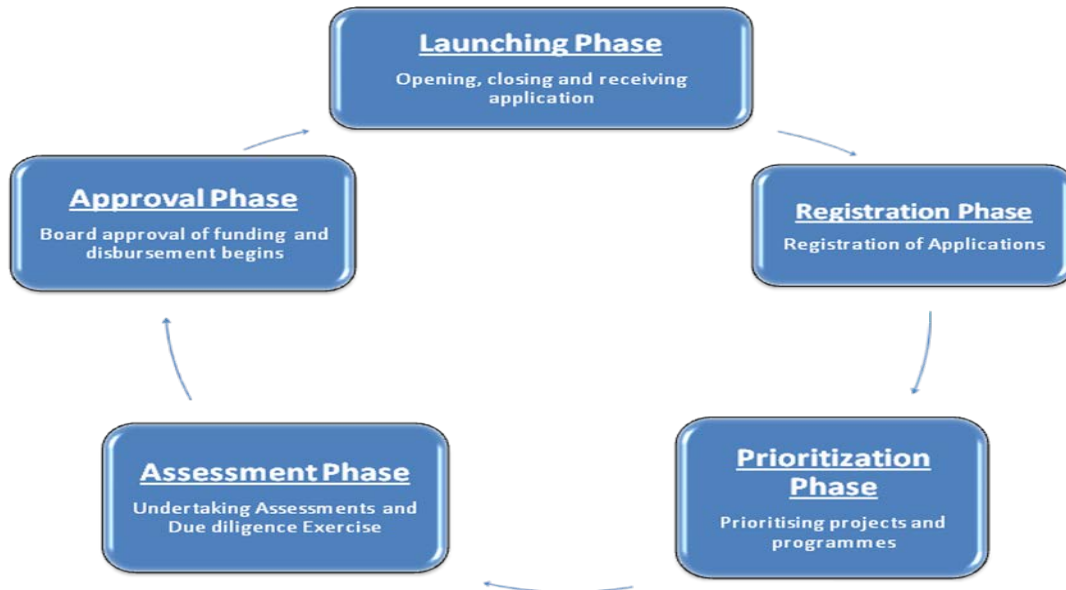 Launching Phase
Opening, closing and receiving
application
Registration Phase
Registration of Applications
Prioritization
Phase
Prioritising projects and
programmes
Assessment Phase
Undertaking Assessments and
Due diligence Exercise
Approval Phase
Board approval of funding and
disbursement begins